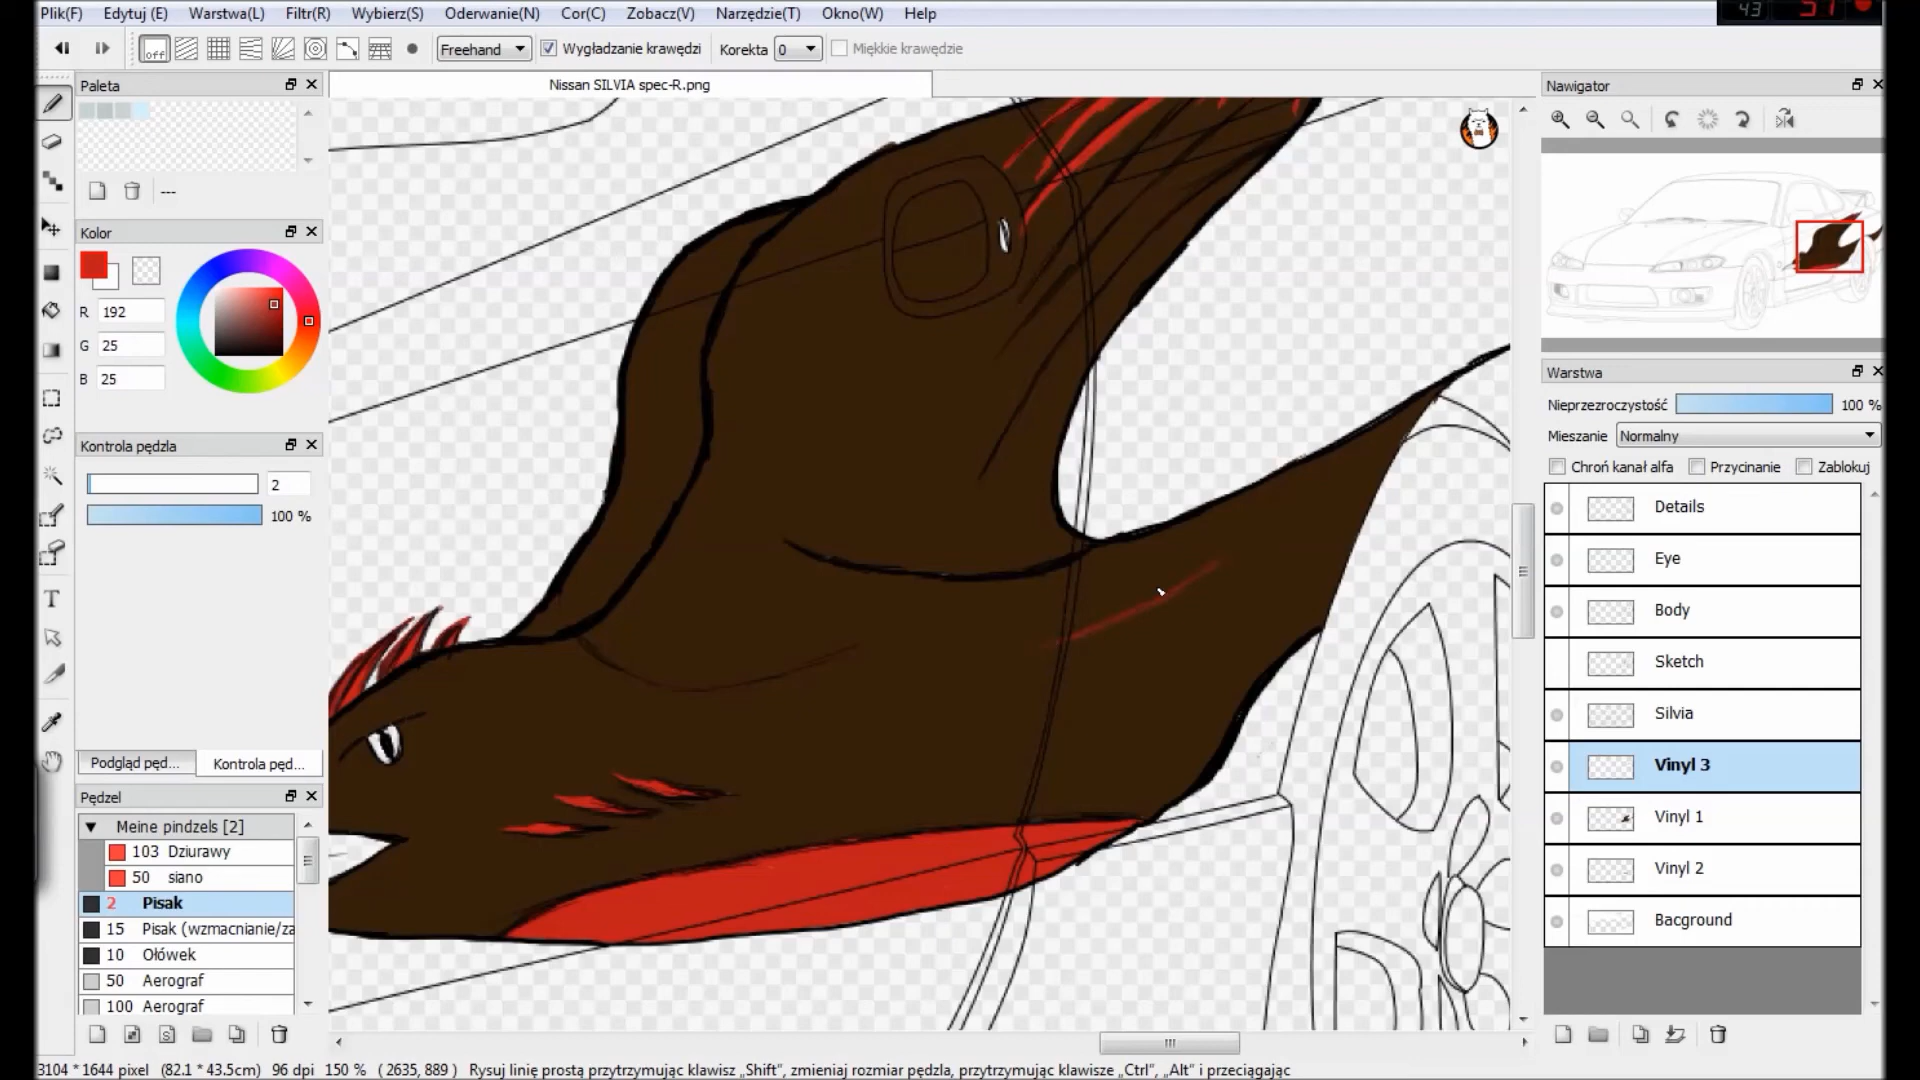 Plik(F) Edytuj (E) Warstwa(L) Filtr(R) Wybierz(S) Oderwanie(N) Cor(C) Zobacz(V) Narzędzie(T) Okno(W) Help
43 57
off Freehand Wygładzanie krawędzi Korekta 0 Miękkie krawędzie
Paleta
Nissan SILVIA spec-R.png
Nawigator
---
Kolor
R 192
G 25
B 25
Warstwa
Nieprzezroczystość 100 %
Mieszanie Normalny
Chroń kanał alfa Przycinanie Zablokuj
Kontrola pędzla
2
100 %
Details
Eye
Body
Sketch
Silvia
Vinyl 3
Vinyl 1
Vinyl 2
Bacground
Podgląd pęd... Kontrola pęd...
Pędzel
Meine pindzels [2]
103 Dziurawy
50 siano
2 Pisak
15 Pisak (wzmacnianie/za
10 Ołówek
50 Aerograf
100 Aerograf
T
3104 * 1644 pixel (82.1 * 43.5cm) 96 dpi 150 % ( 2635, 889 ) Rysuj linię prostą przytrzymując klawisz „Shift", zmieniaj rozmiar pędzla, przytrzymując klawisze „Ctrl", „Alt" i przeciągając